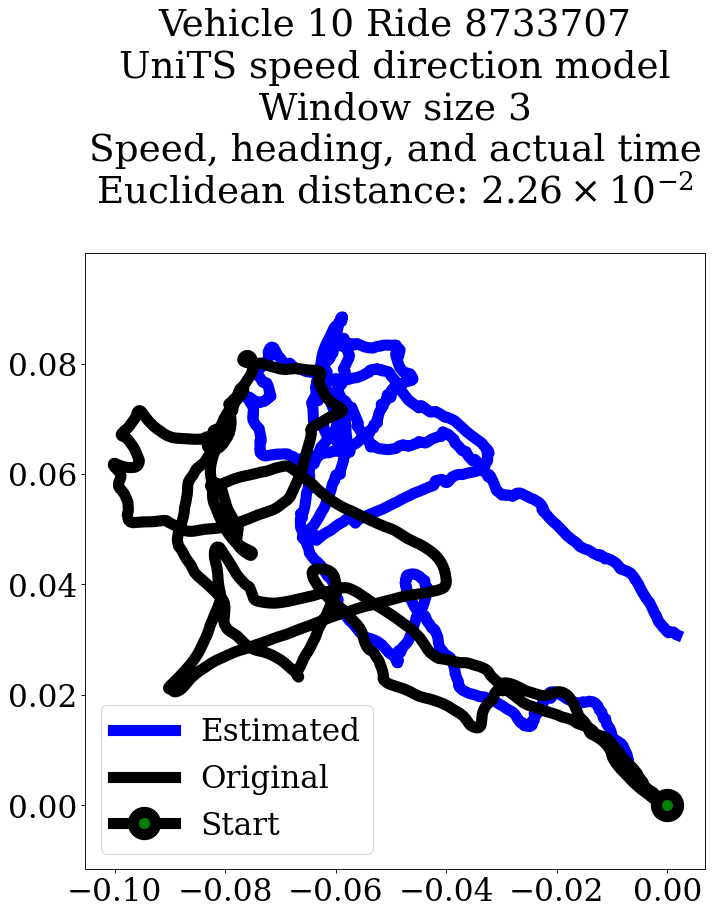 Vehicle 10 Ride 8733707
UniTS speed direction model
Window size 3
Speed, heading, and actual time
Euclidean distance: 2.26 × 10⁻²
0.08
0.06
0.04
0.02
0.00
Estimated
Original
Start
−0.10 −0.08 −0.06 −0.04 −0.02 0.00